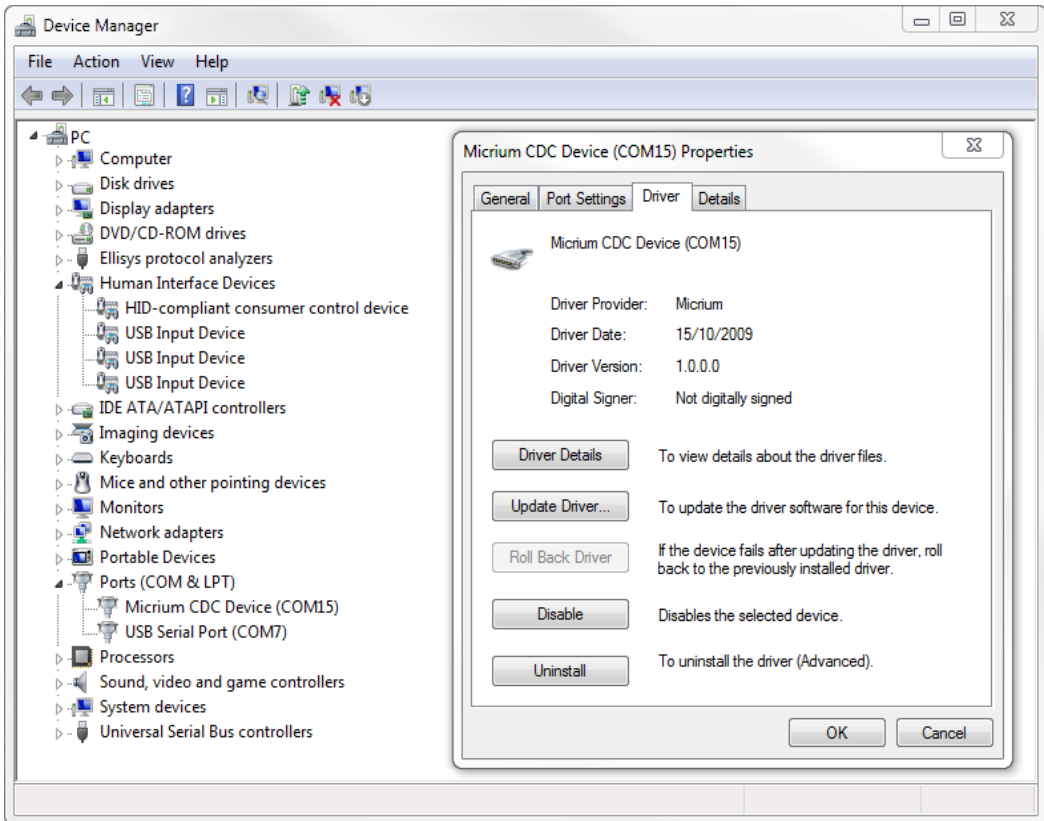 Device Manager
File Action View Help
PC
Computer
Disk drives
Display adapters
DVD/CD-ROM drives
Ellisys protocol analyzers
Human Interface Devices
HID-compliant consumer control device
USB Input Device
USB Input Device
USB Input Device
IDE ATA/ATAPI controllers
Imaging devices
Keyboards
Mice and other pointing devices
Monitors
Network adapters
Portable Devices
Ports (COM & LPT)
Micrium CDC Device (COM15)
USB Serial Port (COM7)
Processors
Sound, video and game controllers
System devices
Universal Serial Bus controllers
Micrium CDC Device (COM15) Properties
General Port Settings Driver Details
Micrium CDC Device (COM15)
Driver Provider: Micrium
Driver Date: 15/10/2009
Driver Version: 1.0.0.0
Digital Signer: Not digitally signed
Driver Details To view details about the driver files.
Update Driver... To update the driver software for this device.
Roll Back Driver If the device fails after updating the driver, roll
back to the previously installed driver.
Disable Disables the selected device.
Uninstall To uninstall the driver (Advanced).
OK Cancel